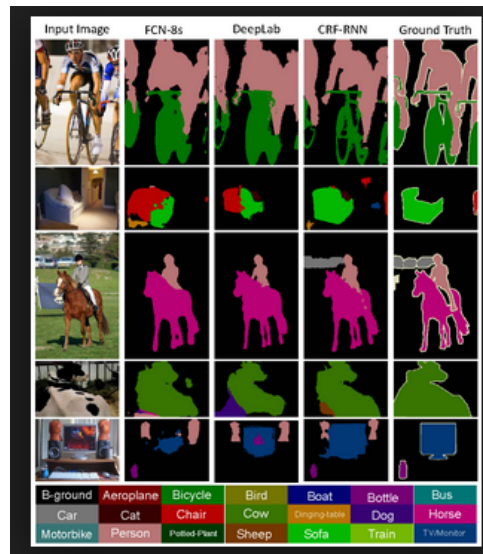 Input Image FCN-8s DeepLab CRF-RNN Ground Truth
B-ground Aeroplane Bicycle Bird Boat Bottle Bus
Car Cat Chair Cow Dinging-table Dog Horse
Motorbike Person Potted-Plant Sheep Sofa Train TV/Monitor